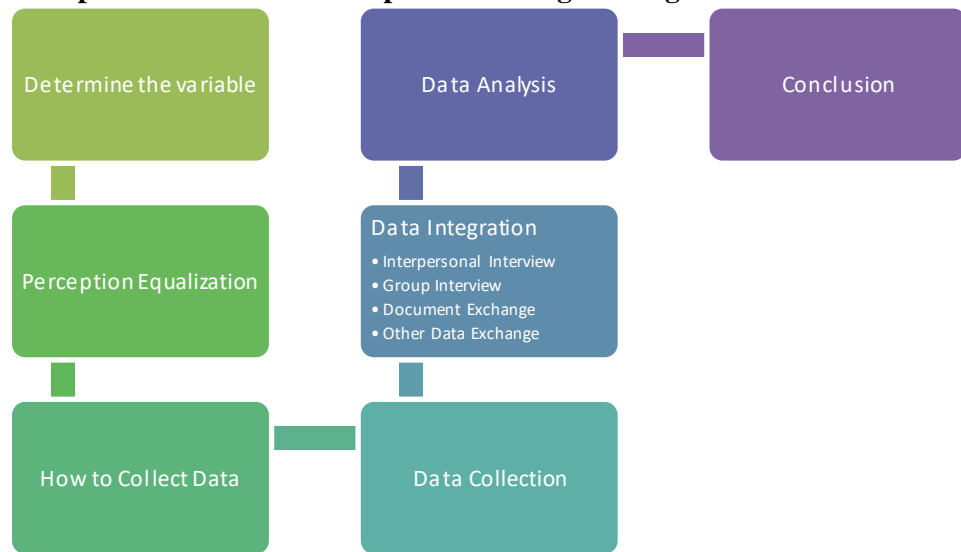 Determine the variable
Perception Equalization
How to Collect Data
Data Collection
Data Integration
• Interpersonal Interview
• Group Interview
• Document Exchange
• Other Data Exchange
Data Analysis
Conclusion